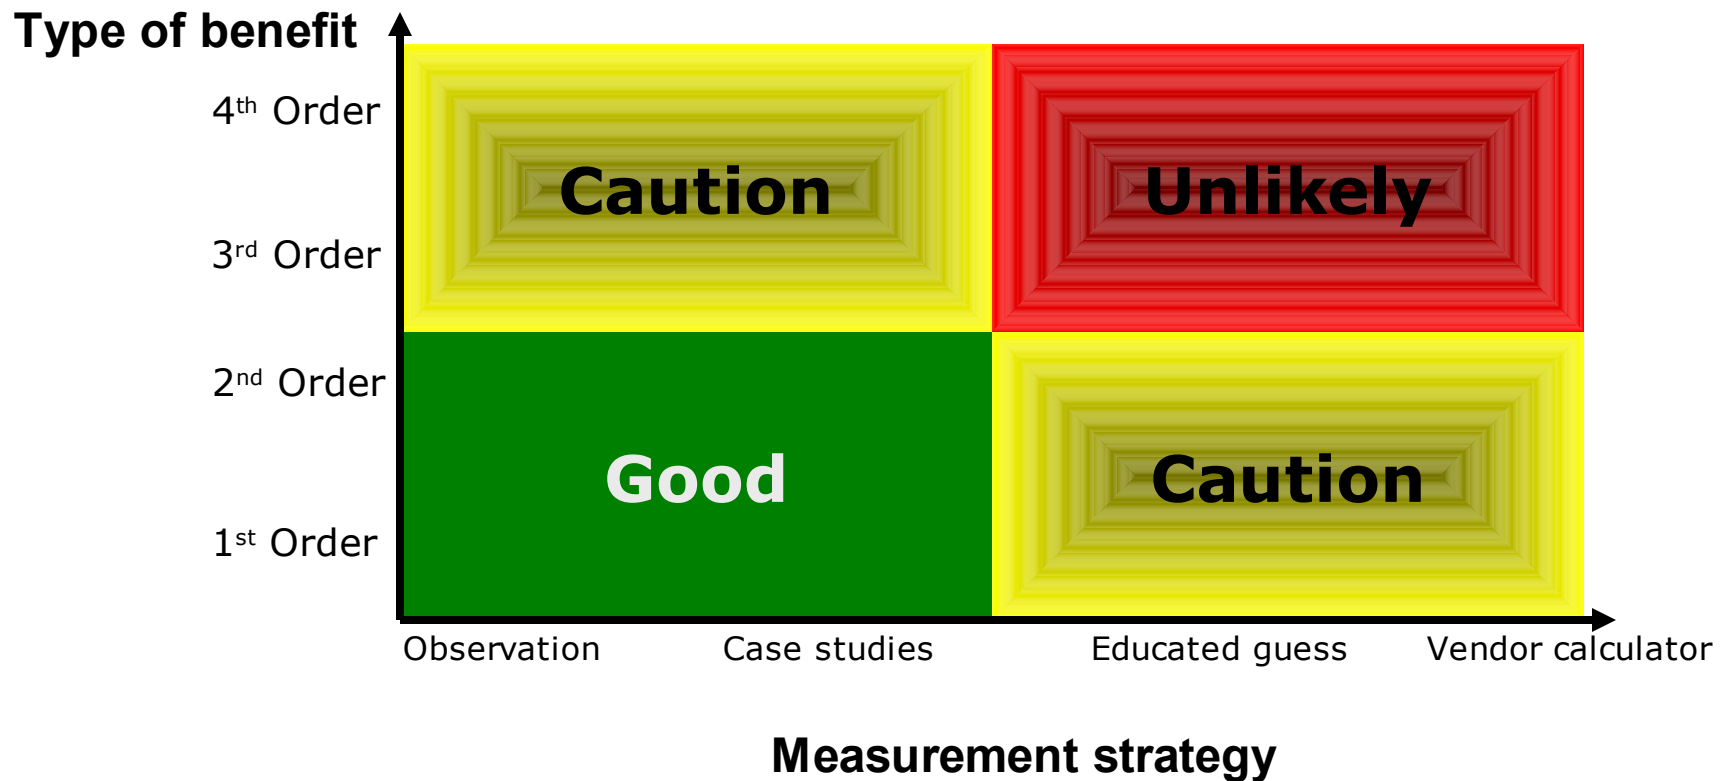 Type of benefit
4th Order
Caution
Unlikely
3rd Order
2nd Order
Good
Caution
1st Order
Observation Case studies Educated guess Vendor calculator
Measurement strategy